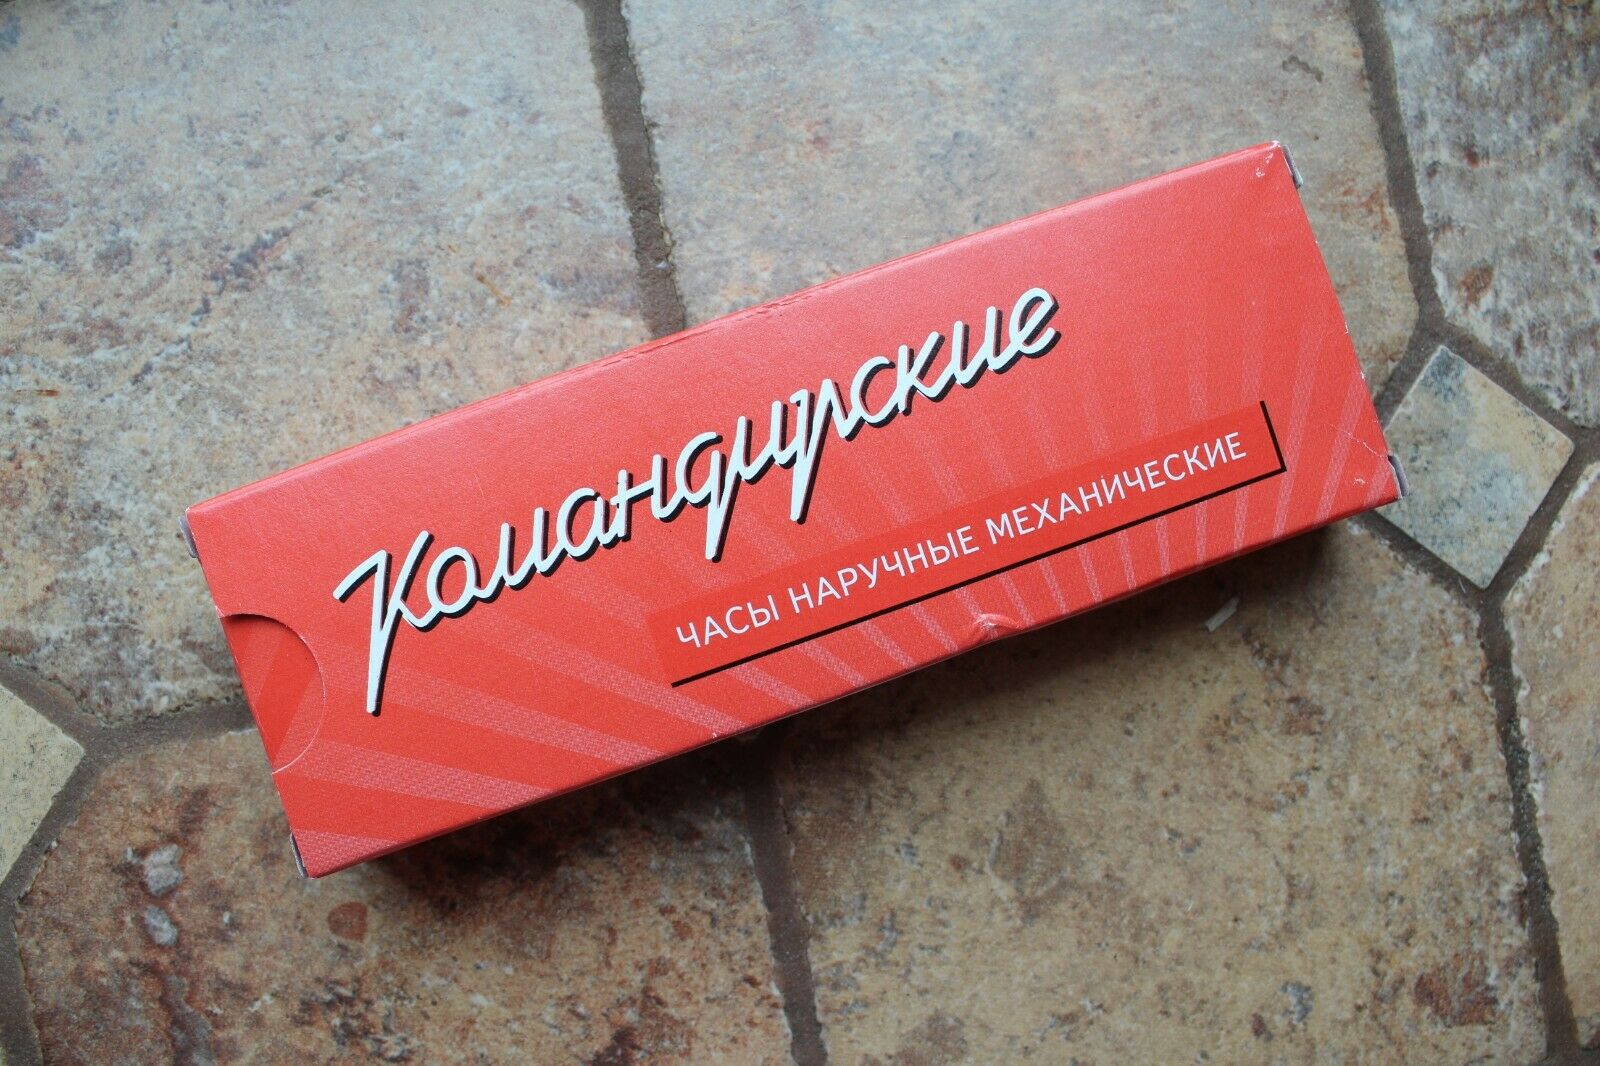 Командирские
ЧАСЫ НАРУЧНЫЕ МЕХАНИЧЕСКИЕ